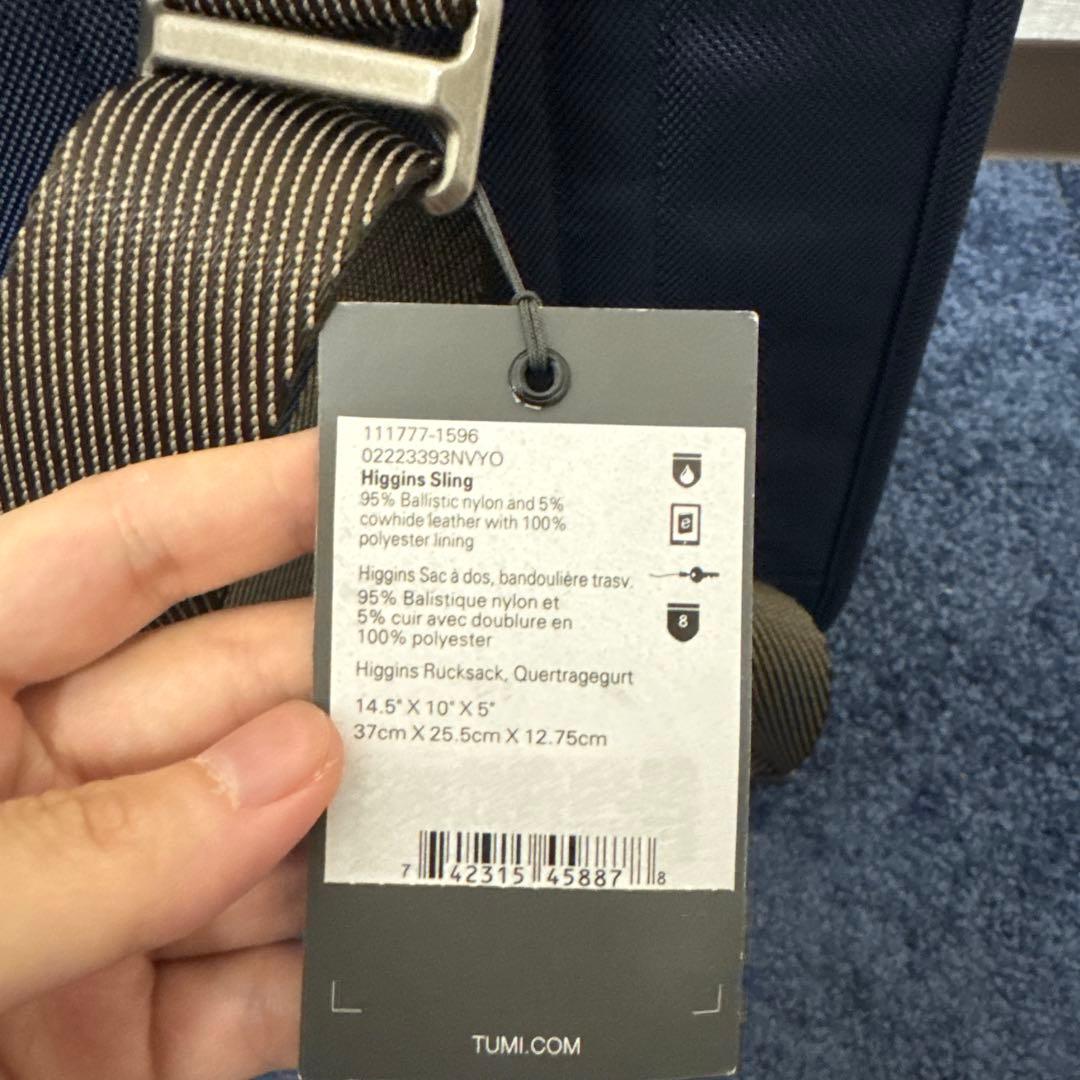 111777-1596
02223393NVYO
Higgins Sling
95% Ballistic nylon and 5%
cowhide leather with 100%
polyester lining
Higgins Sac à dos, bandoulière trasv.
95% Balistique nylon et
5% cuir avec doublure en
100% polyester
Higgins Rucksack, Quertragegurt
14.5" X 10" X 5"
37cm X 25.5cm X 12.75cm
e
8
7 42315 45887 8
TUMI.COM